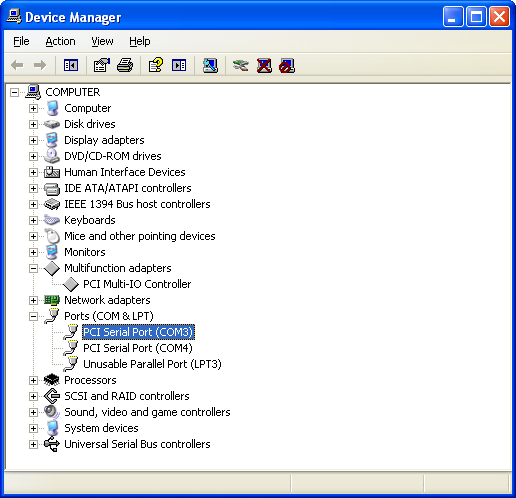 Device Manager
File Action View Help
COMPUTER
Computer
Disk drives
Display adapters
DVD/CD-ROM drives
Human Interface Devices
IDE ATA/ATAPI controllers
IEEE 1394 Bus host controllers
Keyboards
Mice and other pointing devices
Monitors
Multifunction adapters
PCI Multi-IO Controller
Network adapters
Ports (COM & LPT)
PCI Serial Port (COM3)
PCI Serial Port (COM4)
Unusable Parallel Port (LPT3)
Processors
SCSI and RAID controllers
Sound, video and game controllers
System devices
Universal Serial Bus controllers